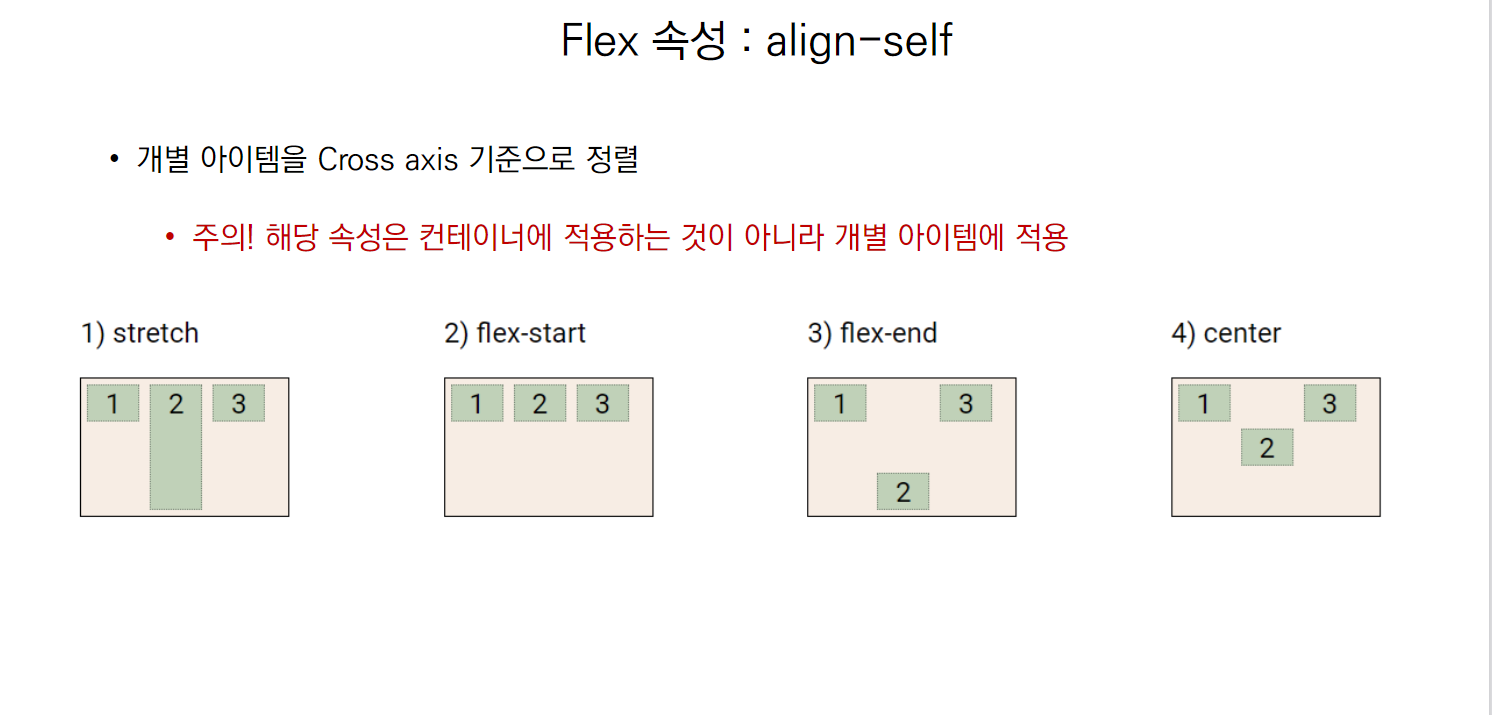 Flex 속성 : align-self
• 개별 아이템을 Cross axis 기준으로 정렬
• 주의! 해당 속성은 컨테이너에 적용하는 것이 아니라 개별 아이템에 적용
1) stretch
2) flex-start
3) flex-end
4) center
1 2 3
1 2 3
1 3
2
1 3
2